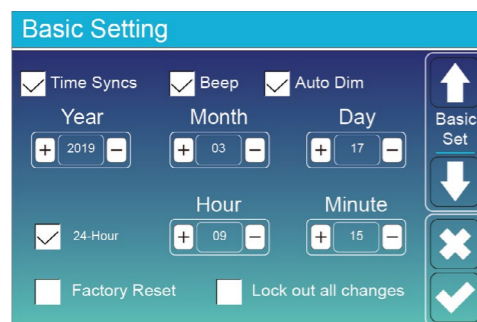 Basic Setting
Time Syncs Beep Auto Dim
Year Month Day
+ 2019 − + 03 − + 17 −
Basic
Set
Hour Minute
24-Hour + 09 − + 15 −
Factory Reset Lock out all changes